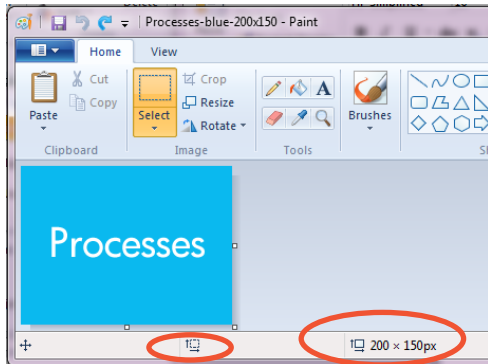 Processes-blue-200x150 - Paint
Home View
Paste
Cut
Copy
Select
Crop
Resize
Rotate
A
Brushes
Clipboard Image Tools
Processes
200 × 150px